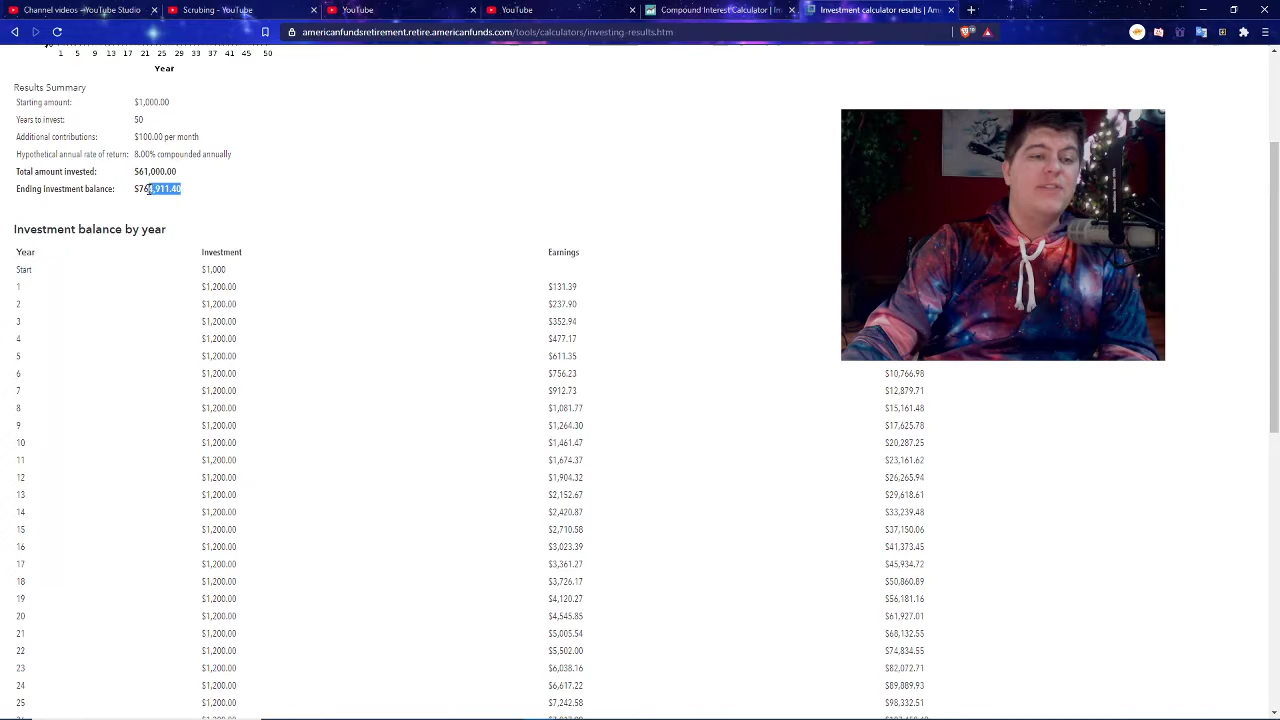 Channel videos - YouTube Studio
Scrubing - YouTube
YouTube
YouTube
Compound Interest Calculator | In
Investment calculator results | Am
americanfundsretirement.retire.americanfunds.com/tools/calculators/investing-results.htm
1 5 9 13 17 21 25 29 33 37 41 45 50
Year
Results Summary
Starting amount: $1,000.00
Years to invest: 50
Additional contributions: $100.00 per month
Hypothetical annual rate of return: 8.00% compounded annually
Total amount invested: $61,000.00
Ending investment balance:
Investment balance by year
Year Investment Earnings
Start $1,000
1 $1,200.00 $131.39
2 $1,200.00 $237.90
3 $1,200.00 $352.94
4 $1,200.00 $477.17
5 $1,200.00 $611.35
6 $1,200.00 $756.23 $10,766.98
7 $1,200.00 $912.73 $12,879.71
8 $1,200.00 $1,081.77 $15,161.48
9 $1,200.00 $1,264.30 $17,625.78
10 $1,200.00 $1,461.47 $20,287.25
11 $1,200.00 $1,674.37 $23,161.62
12 $1,200.00 $1,904.32 $26,265.94
13 $1,200.00 $2,152.67 $29,618.61
14 $1,200.00 $2,420.87 $33,239.48
15 $1,200.00 $2,710.58 $37,150.06
16 $1,200.00 $3,023.39 $41,373.45
17 $1,200.00 $3,361.27 $45,934.72
18 $1,200.00 $3,726.17 $50,860.89
19 $1,200.00 $4,120.27 $56,181.16
20 $1,200.00 $4,545.85 $61,927.01
21 $1,200.00 $5,005.54 $68,132.55
22 $1,200.00 $5,502.00 $74,834.55
23 $1,200.00 $6,038.16 $82,072.71
24 $1,200.00 $6,617.22 $89,889.93
25 $1,200.00 $7,242.58 $98,332.51